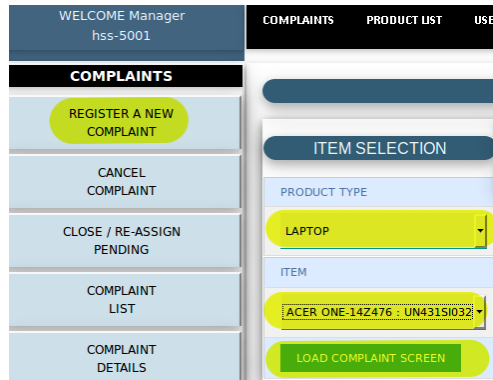 WELCOME Manager
hss-5001
COMPLAINTS
PRODUCT LIST
COMPLAINTS
REGISTER A NEW
COMPLAINT
CANCEL
COMPLAINT
CLOSE / RE-ASSIGN
PENDING
COMPLAINT
LIST
COMPLAINT
DETAILS
ITEM SELECTION
PRODUCT TYPE
LAPTOP
ITEM
ACER ONE-14Z476 : UN431SI032
LOAD COMPLAINT SCREEN